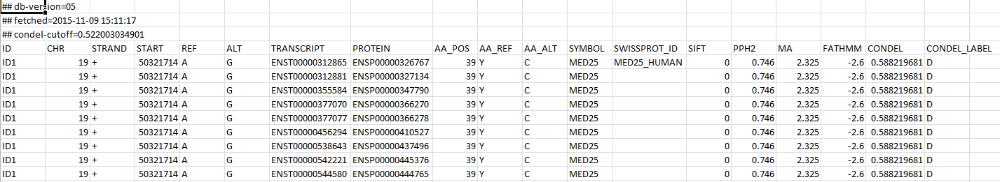 ## db-version=05
## fetched=2015-11-09 15:11:17
## condel-cutoff=0.522003034901
ID CHR STRAND START REF ALT TRANSCRIPT PROTEIN AA_POS AA_REF AA_ALT SYMBOL SWISSPROT_ID SIFT PPH2 MA FATHMM CONDEL CONDEL_LABEL
ID1 19 + 50321714 A G ENST00000312865 ENSP00000326767 39 Y C MED25 MED25_HUMAN 0 0.746 2.325 -2.6 0.588219681 D
ID1 19 + 50321714 A G ENST00000312881 ENSP00000327134 39 Y C MED25 0 0.746 2.325 -2.6 0.588219681 D
ID1 19 + 50321714 A G ENST00000355584 ENSP00000347790 39 Y C MED25 0 0.746 2.325 -2.6 0.588219681 D
ID1 19 + 50321714 A G ENST00000377070 ENSP00000366270 39 Y C MED25 0 0.746 2.325 -2.6 0.588219681 D
ID1 19 + 50321714 A G ENST00000377077 ENSP00000366278 39 Y C MED25 0 0.746 2.325 -2.6 0.588219681 D
ID1 19 + 50321714 A G ENST00000456294 ENSP00000410527 39 Y C MED25 0 0.746 2.325 -2.6 0.588219681 D
ID1 19 + 50321714 A G ENST00000538643 ENSP00000437496 39 Y C MED25 0 0.746 2.325 -2.6 0.588219681 D
ID1 19 + 50321714 A G ENST00000542221 ENSP00000445376 39 Y C MED25 0 0.746 2.325 -2.6 0.588219681 D
ID1 19 + 50321714 A G ENST00000544580 ENSP00000444765 39 Y C MED25 0 0.746 2.325 -2.6 0.588219681 D